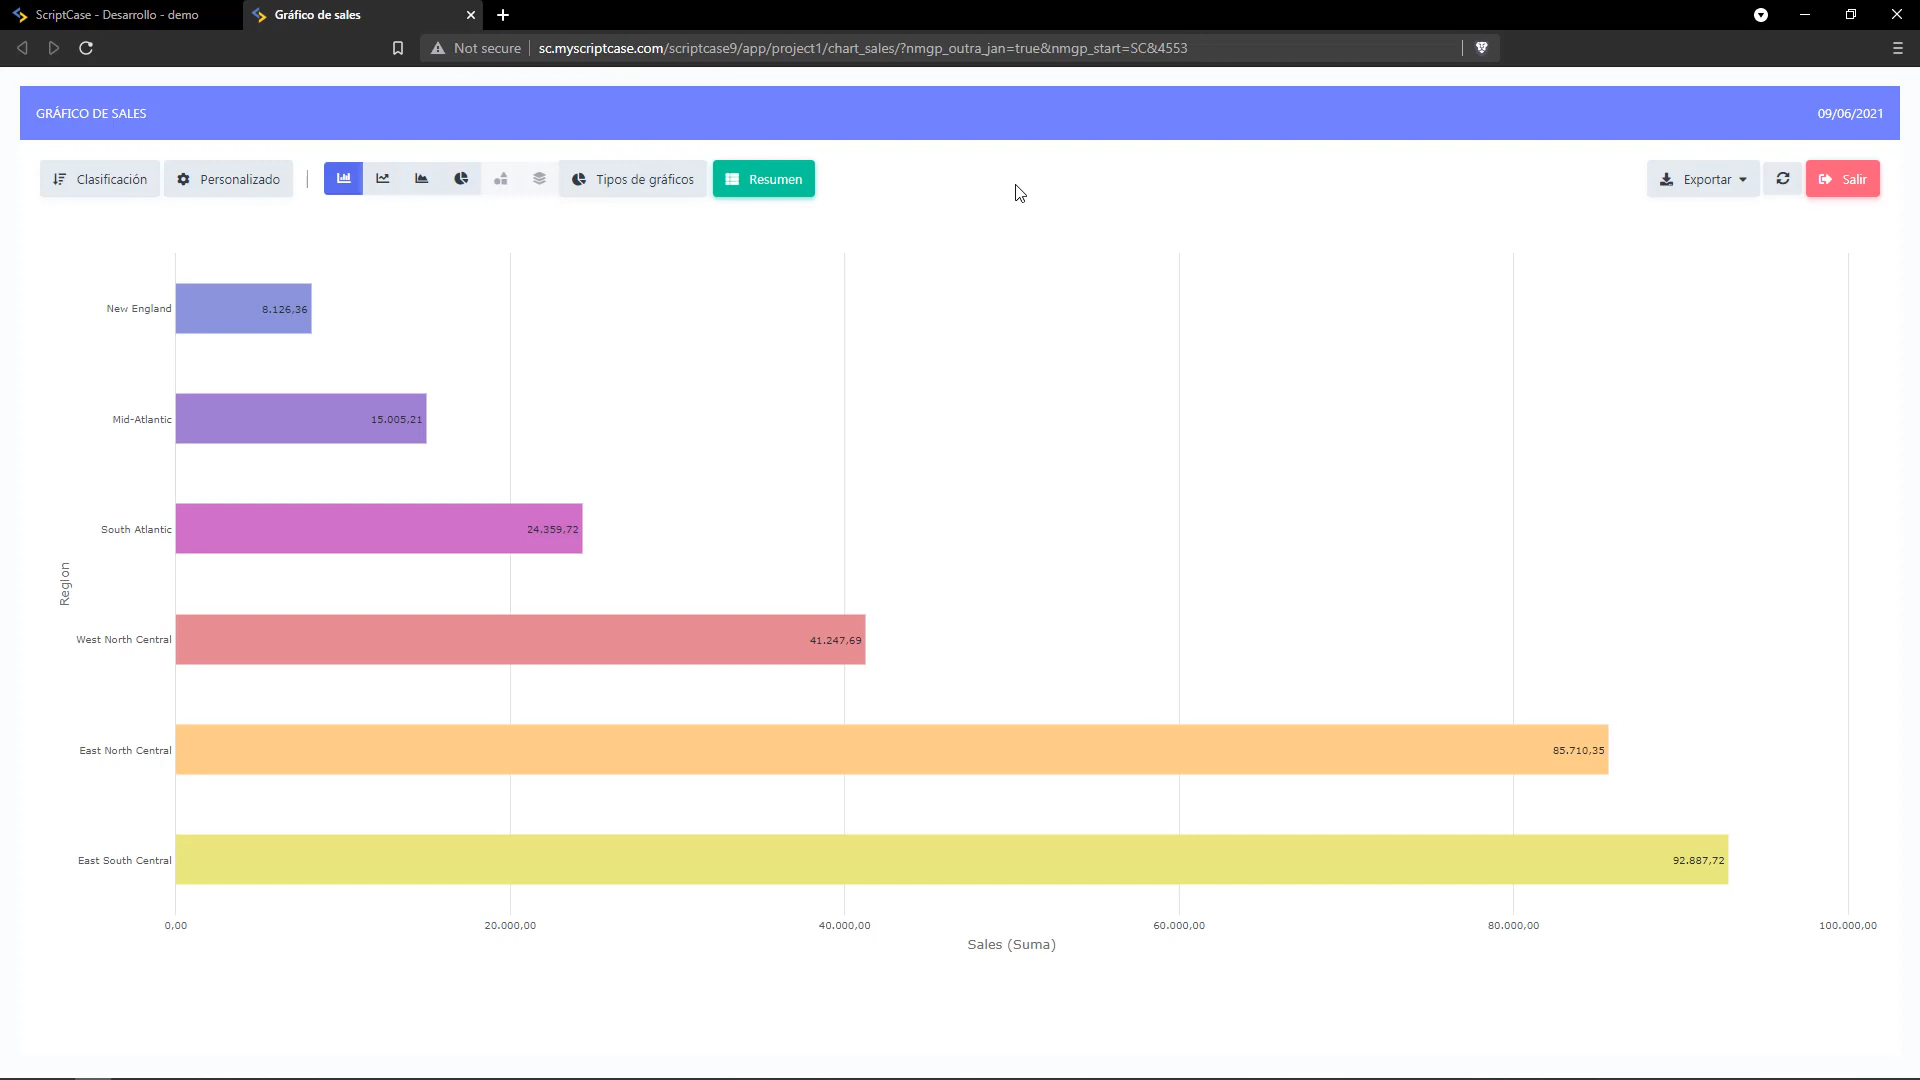 ScriptCase - Desarrollo - demo
Gráfico de sales
Not secure
sc.myscriptcase.com/scriptcase9/app/project1/chart_sales/?nmgp_outra_jan=true&nmgp_start=SC&4553
GRÁFICO DE SALES
09/06/2021
Clasificación
Personalizado
Tipos de gráficos
Resumen
Exportar
Salir
New England
8.126,36
Mid-Atlantic
15.005,21
South Atlantic
24.359,72
Region
West North Central
41.247,69
East North Central
85.710,35
East South Central
92.887,72
0,00
20.000,00
40.000,00
60.000,00
80.000,00
100.000,00
Sales (Suma)